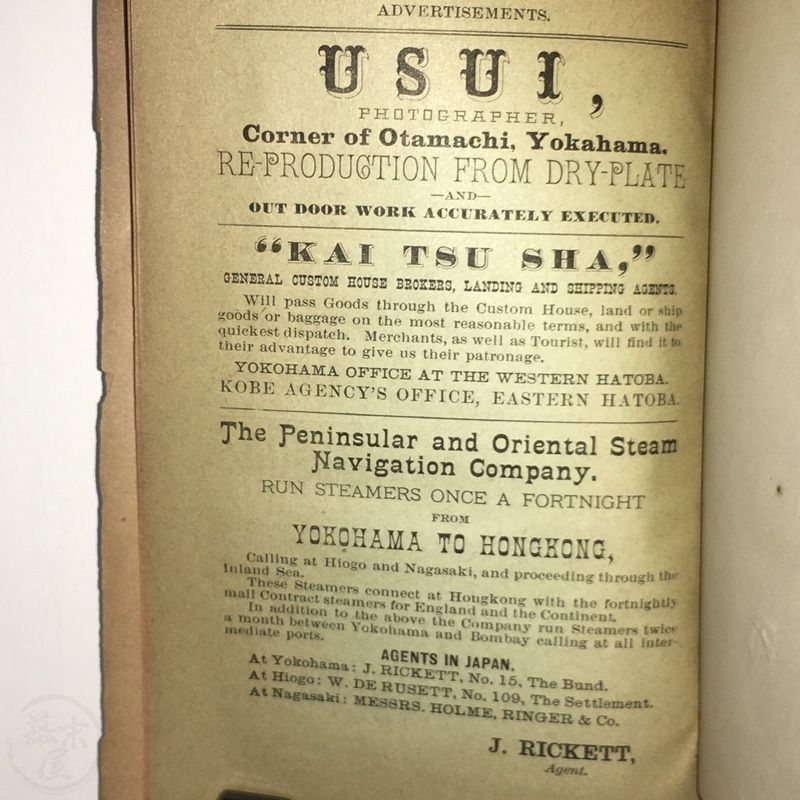 ADVERTISEMENTS.
USUI,
PHOTOGRAPHER,
Corner of Otamachi, Yokahama.
RE-PRODUCTION FROM DRY-PLATE
—AND—
OUT DOOR WORK ACCURATELY EXECUTED.
“KAI TSU SHA,”
GENERAL CUSTOM HOUSE BROKERS, LANDING AND SHIPPING AGENTS.
Will pass Goods through the Custom House, land or ship
goods or baggage on the most reasonable terms, and with the
quickest dispatch. Merchants, as well as Tourist, will find it to
their advantage to give us their patronage.
YOKOHAMA OFFICE AT THE WESTERN HATOBA.
KOBE AGENCY'S OFFICE, EASTERN HATOBA.
The Peninsular and Oriental Steam
Navigation Company.
RUN STEAMERS ONCE A FORTNIGHT
FROM
YOKOHAMA TO HONGKONG,
Calling at Hiogo and Nagasaki, and proceeding through the
Inland Sea.
These Steamers connect at Hongkong with the fortnightly
mail Contract steamers for England and the Continent.
In addition to the above the Company run Steamers twice
a month between Yokohama and Bombay calling at all inter-
mediate ports.
AGENTS IN JAPAN.
At Yokohama: J. RICKETT, No. 15, The Bund.
At Hiogo: W. DE RUSETT, No. 109, The Settlement.
At Nagasaki: MESSRS. HOLME, RINGER & Co.
J. RICKETT,
Agent.
幕末屋